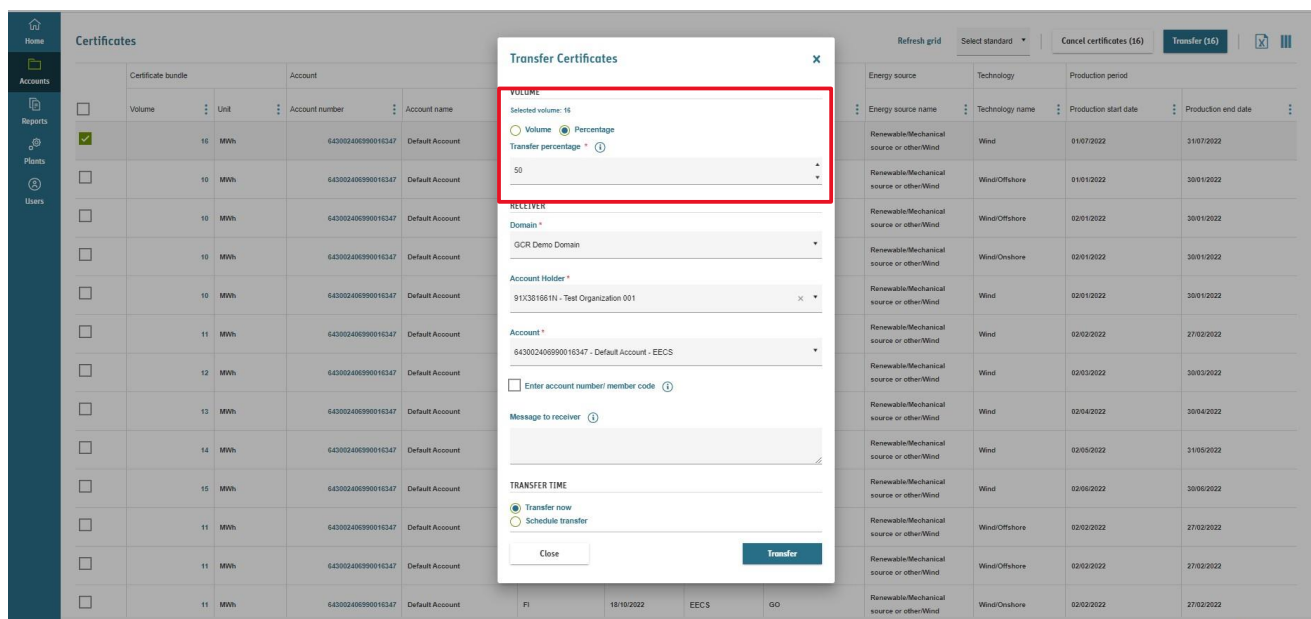 Home
Accounts
Reports
Plants
Users
Certificates
Refresh grid Select standard Cancel certificates (16) Transfer (16)
Certificate bundle Account Energy source Technology Production period
Volume Unit Account number Account name Energy source name Technology name Production start date Production end date
16 MWh 643002406990016347 Default Account Renewable/Mechanical source or other/Wind Wind 01/07/2022 31/07/2022
10 MWh 643002406990016347 Default Account Renewable/Mechanical source or other/Wind Wind/Offshore 01/01/2022 30/01/2022
10 MWh 643002406990016347 Default Account Renewable/Mechanical source or other/Wind Wind/Offshore 02/01/2022 30/01/2022
10 MWh 643002406990016347 Default Account Renewable/Mechanical source or other/Wind Wind/Onshore 02/01/2022 30/01/2022
10 MWh 643002406990016347 Default Account Renewable/Mechanical source or other/Wind Wind 02/01/2022 30/01/2022
11 MWh 643002406990016347 Default Account Renewable/Mechanical source or other/Wind Wind 02/02/2022 27/02/2022
12 MWh 643002406990016347 Default Account Renewable/Mechanical source or other/Wind Wind 02/03/2022 30/03/2022
13 MWh 643002406990016347 Default Account Renewable/Mechanical source or other/Wind Wind 02/04/2022 30/04/2022
14 MWh 643002406990016347 Default Account Renewable/Mechanical source or other/Wind Wind 02/05/2022 31/05/2022
15 MWh 643002406990016347 Default Account Renewable/Mechanical source or other/Wind Wind 02/06/2022 30/06/2022
11 MWh 643002406990016347 Default Account Renewable/Mechanical source or other/Wind Wind/Offshore 02/02/2022 27/02/2022
11 MWh 643002406990016347 Default Account Renewable/Mechanical source or other/Wind Wind/Offshore 02/02/2022 27/02/2022
11 MWh 643002406990016347 Default Account FI 18/10/2022 EECS GO Renewable/Mechanical source or other/Wind Wind/Onshore 02/02/2022 27/02/2022
Transfer Certificates x
VOLUME
Selected volume: 16
Volume Percentage
Transfer percentage *
50
RECEIVER
Domain *
GCR Demo Domain
Account Holder *
91X381661N - Test Organization 001
Account *
643002406990016347 - Default Account - EECS
Enter account number/ member code
Message to receiver
TRANSFER TIME
Transfer now
Schedule transfer
Close Transfer